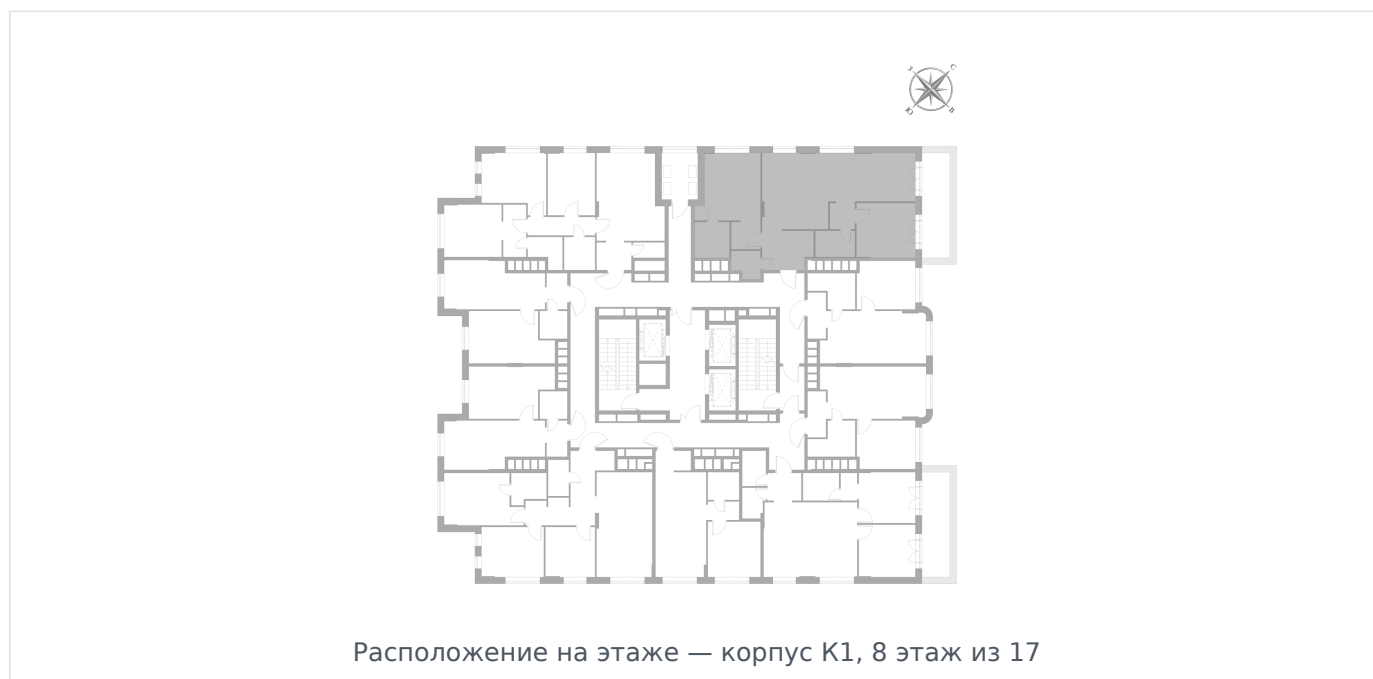 З С
Ю В
Расположение на этаже — корпус К1, 8 этаж из 17